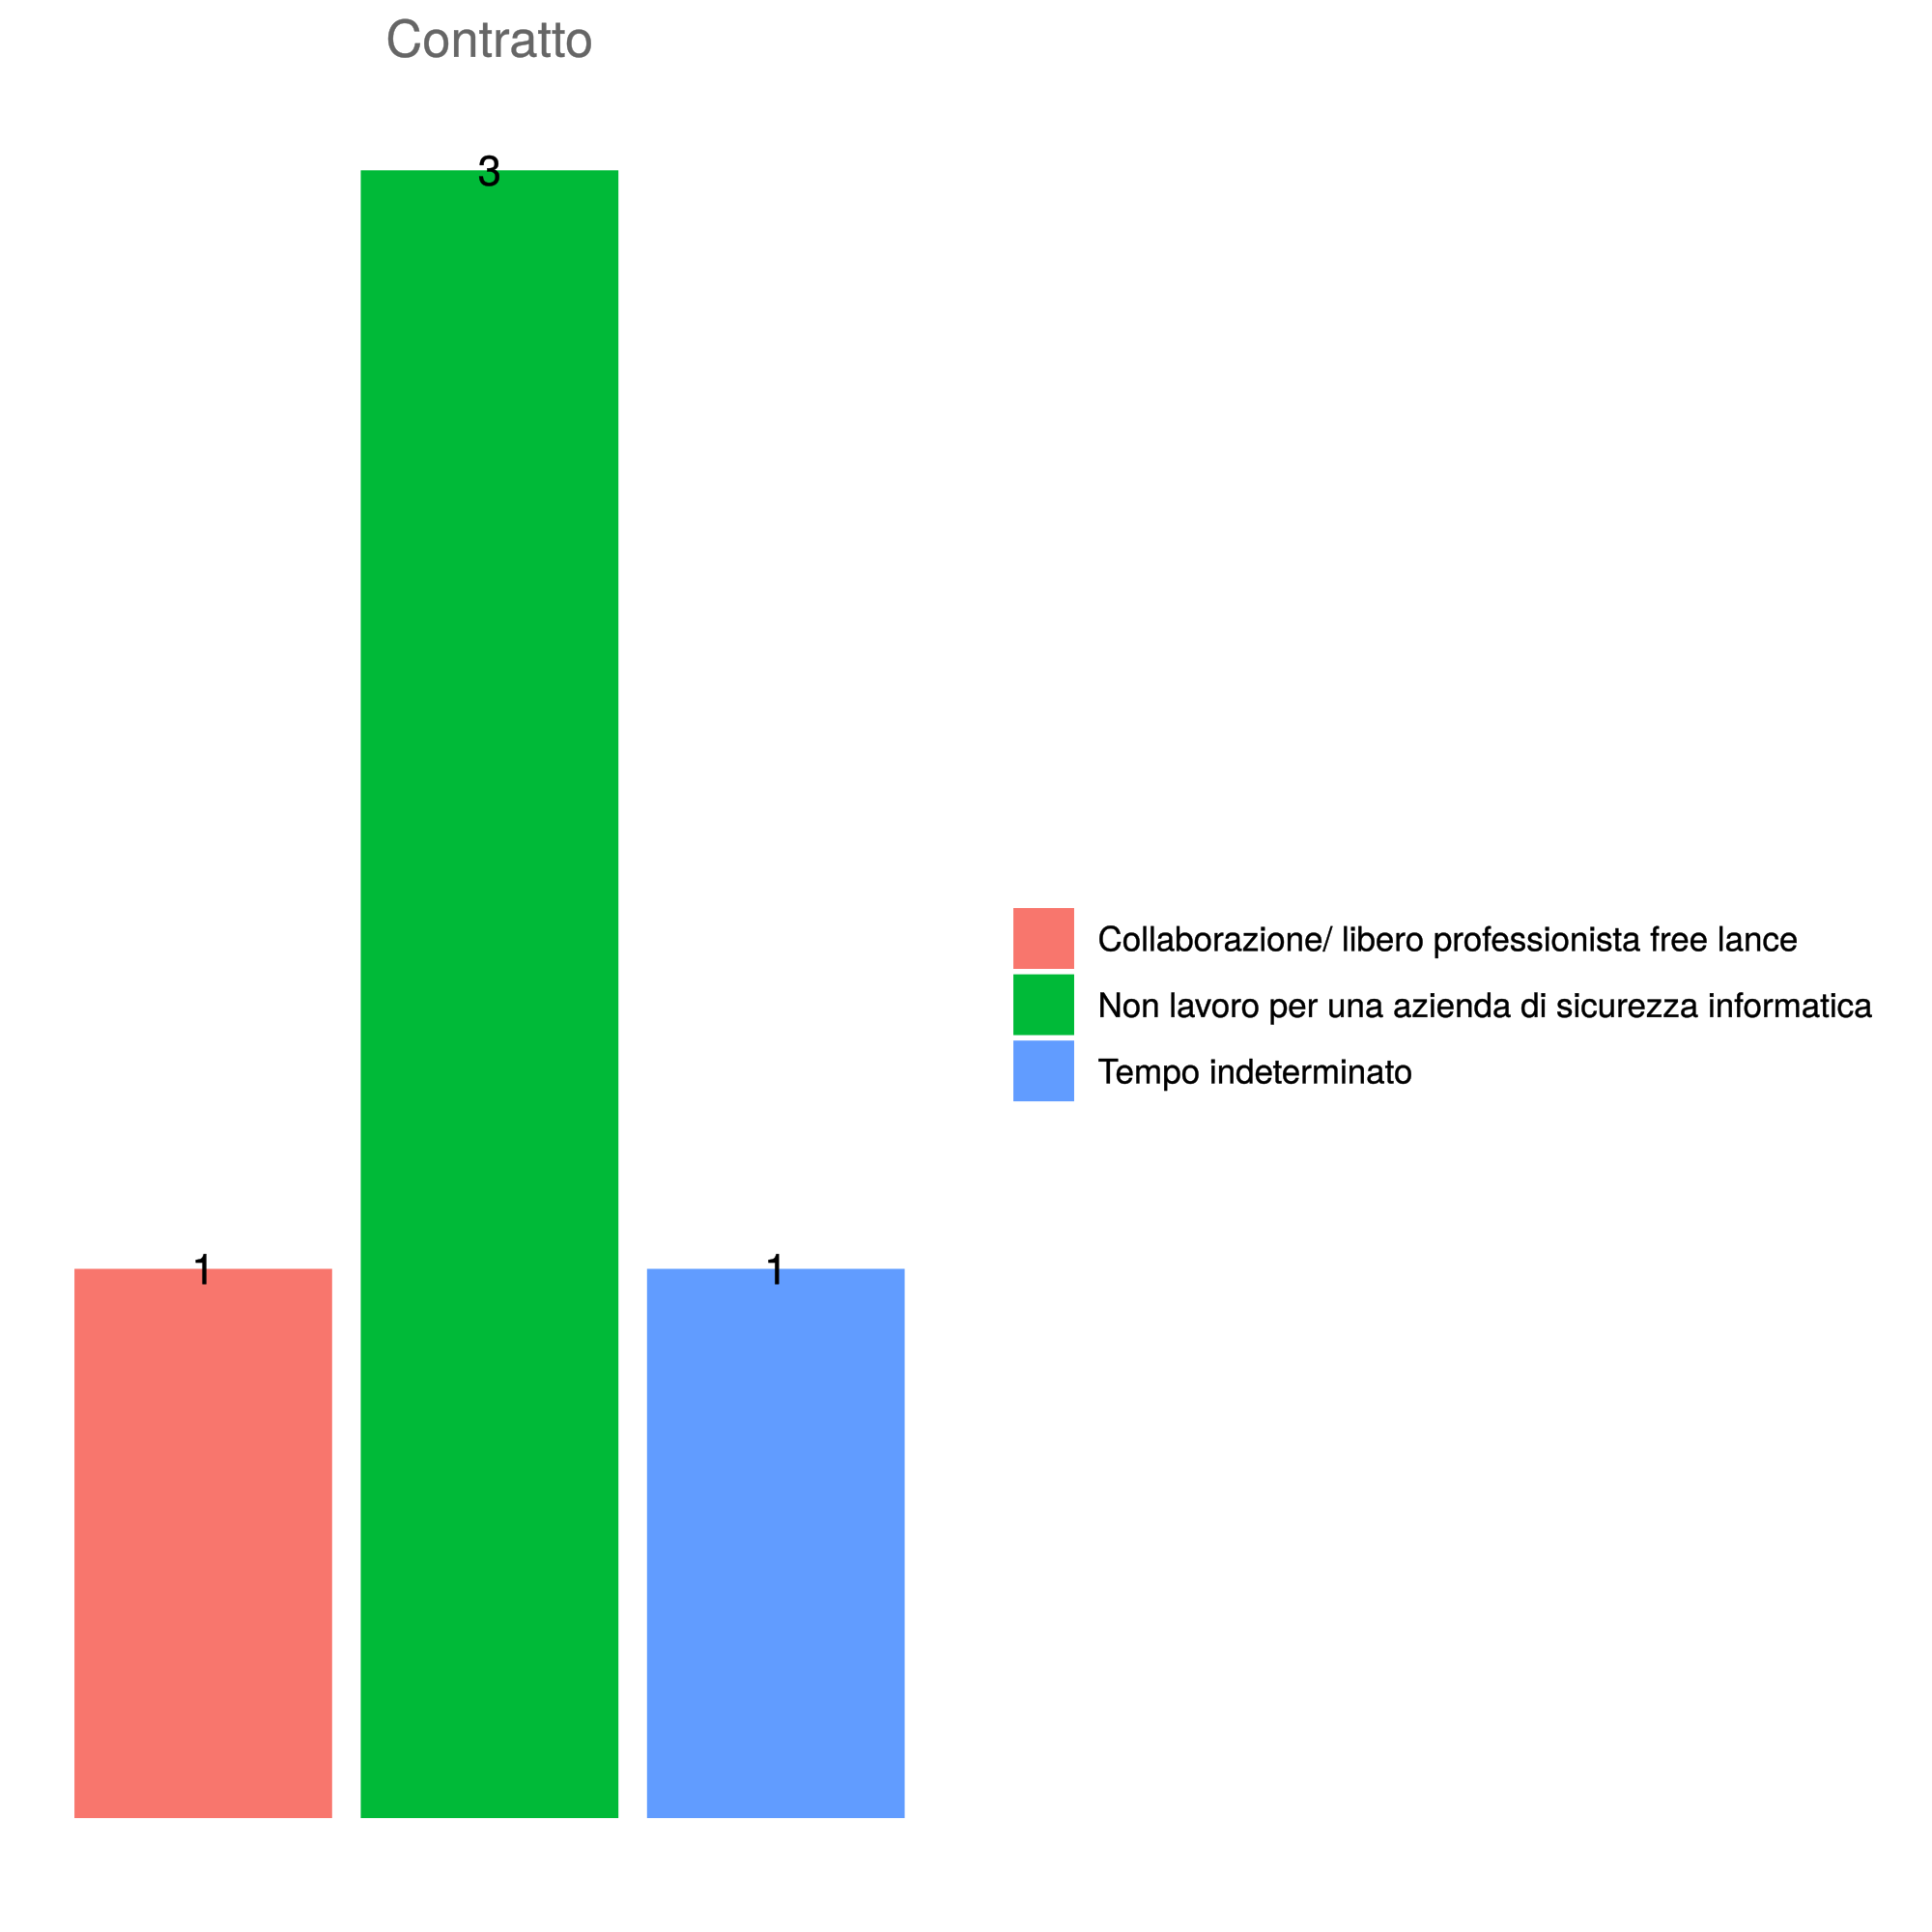 Contratto
3
1
1
Collaborazione/ libero professionista free lance
Non lavoro per una azienda di sicurezza informatica
Tempo indeterminato